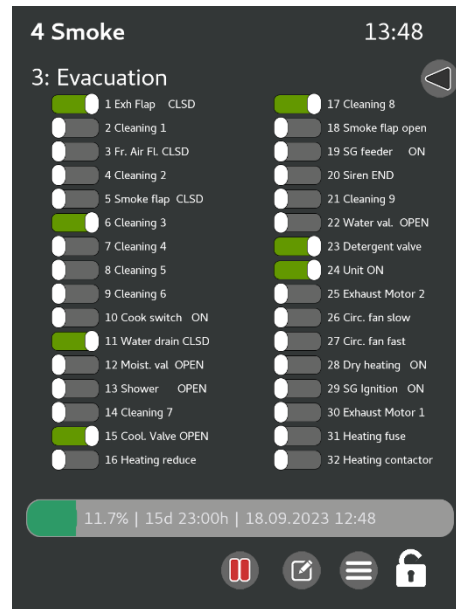 4 Smoke 13:48
3: Evacuation
1 Exh Flap CLSD
2 Cleaning 1
3 Fr. Air Fl. CLSD
4 Cleaning 2
5 Smoke flap CLSD
6 Cleaning 3
7 Cleaning 4
8 Cleaning 5
9 Cleaning 6
10 Cook switch ON
11 Water drain CLSD
12 Moist. val OPEN
13 Shower OPEN
14 Cleaning 7
15 Cool. Valve OPEN
16 Heating reduce
17 Cleaning 8
18 Smoke flap open
19 SG feeder ON
20 Siren END
21 Cleaning 9
22 Water val. OPEN
23 Detergent valve
24 Unit ON
25 Exhaust Motor 2
26 Circ. fan slow
27 Circ. fan fast
28 Dry heating ON
29 SG Ignition ON
30 Exhaust Motor 1
31 Heating fuse
32 Heating contactor
11.7% | 15d 23:00h | 18.09.2023 12:48